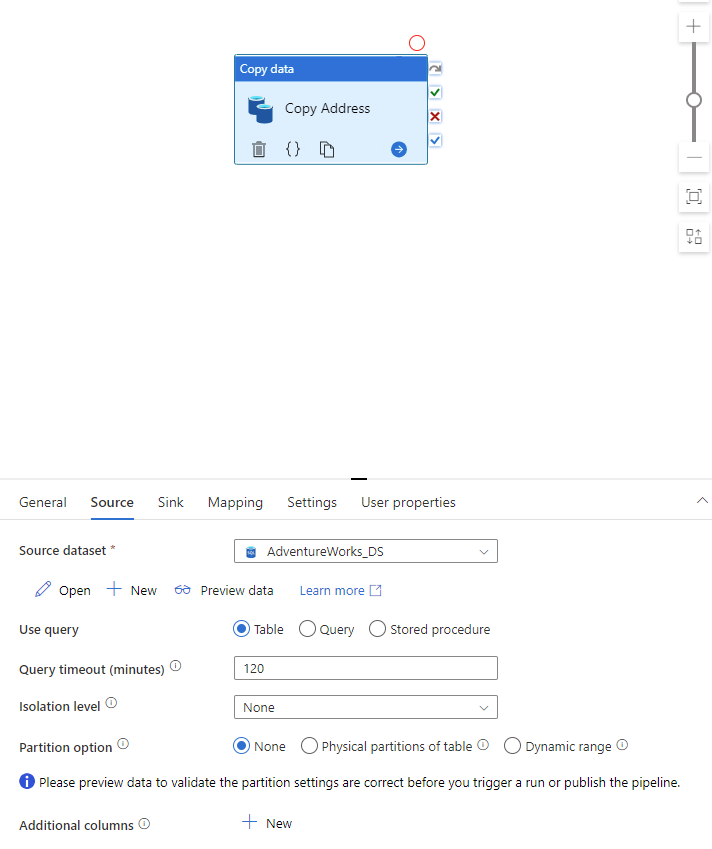 Copy data
Copy Address
General Source Sink Mapping Settings User properties
Source dataset * AdventureWorks_DS
Open New Preview data Learn more
Use query Table Query Stored procedure
Query timeout (minutes) 120
Isolation level None
Partition option None Physical partitions of table Dynamic range
Please preview data to validate the partition settings are correct before you trigger a run or publish the pipeline.
Additional columns New